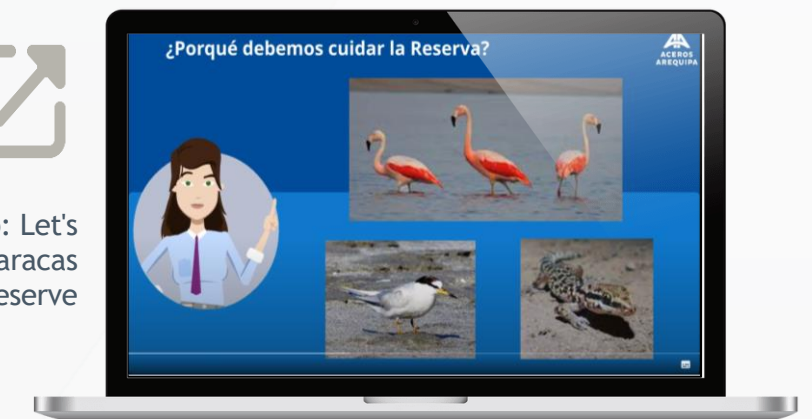 ¿Porqué debemos cuidar la Reserva?
ACEROS
AREQUIPA
: Let's
aracas
eserve